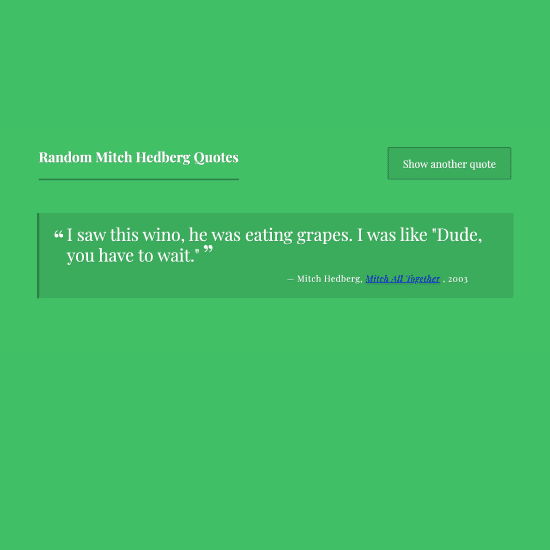 Random Mitch Hedberg Quotes
Show another quote
“ I saw this wino, he was eating grapes. I was like "Dude,
you have to wait." ”
— Mitch Hedberg, Mitch All Together , 2003